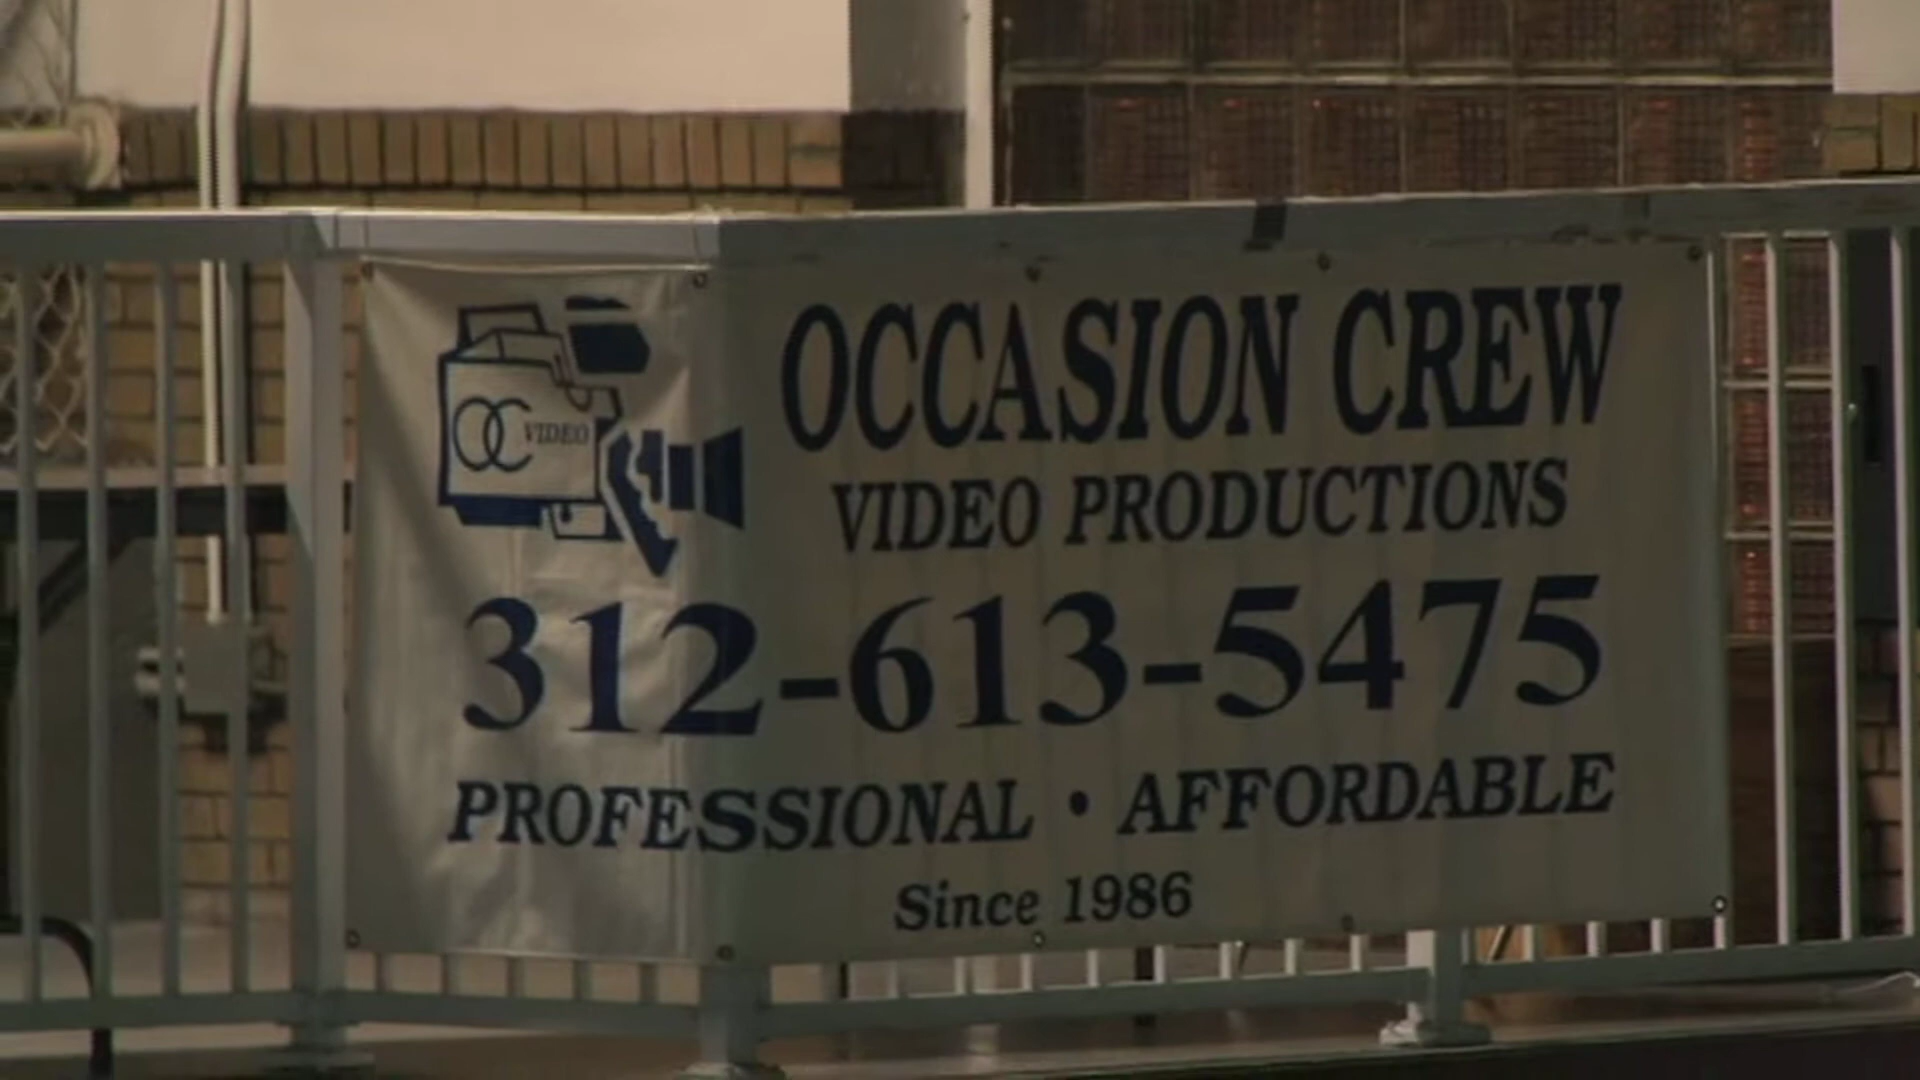 OC VIDEO
OCCASION CREW
VIDEO PRODUCTIONS
312-613-5475
PROFESSIONAL • AFFORDABLE
Since 1986